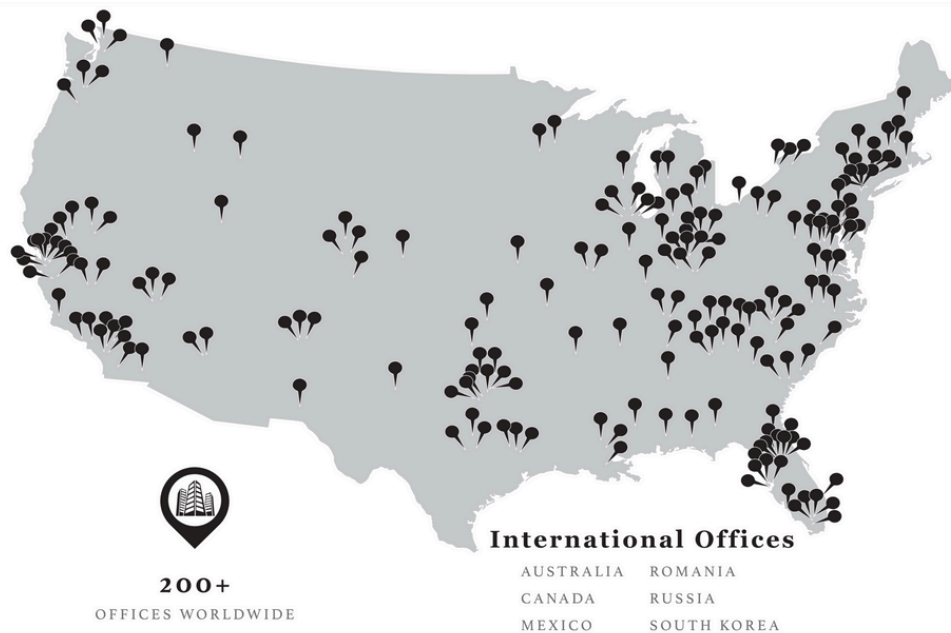 International Offices
AUSTRALIA ROMANIA
CANADA RUSSIA
MEXICO SOUTH KOREA
200+
OFFICES WORLDWIDE